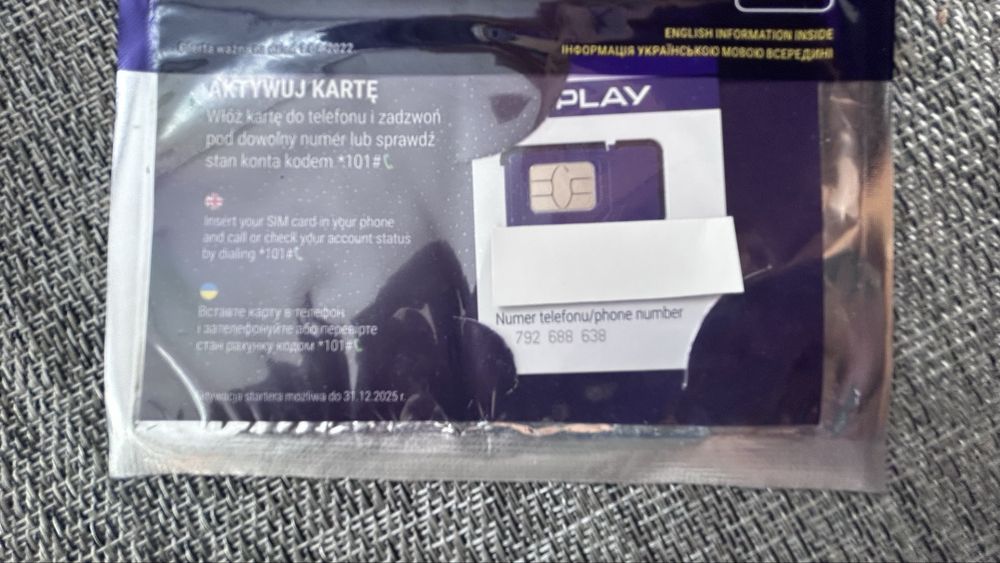 ENGLISH INFORMATION INSIDE
ІНФОРМАЦІЯ УКРАЇНСЬКОЮ МОВОЮ ВСЕРЕДИНІ
Oferta ważna 2022.
AKTYWUJ KARTĘ
Włóż kartę do telefonu i zadzwoń
pod dowolny numer lub sprawdź
stan konta kodem *101#
Insert your SIM card in your phone
and call or check your account status
by dialing *101#
Вставте карту в телефон
і зателефонуйте або перевірте
стан рахунку кодом *101#
startera możliwa do 31.12.2025 r.
PLAY
Numer telefonu/phone number
792 688 638